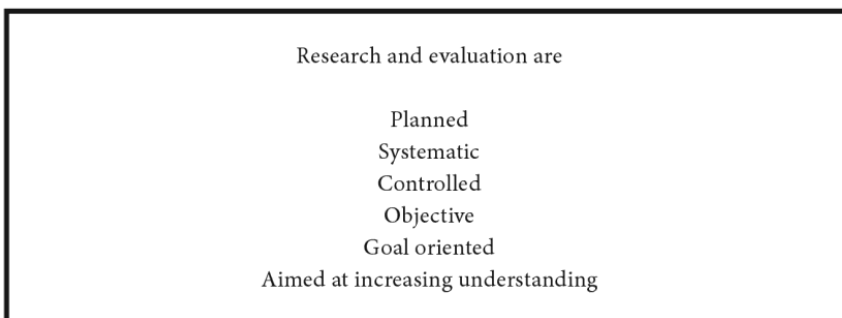 Research and evaluation are
Planned
Systematic
Controlled
Objective
Goal oriented
Aimed at increasing understanding